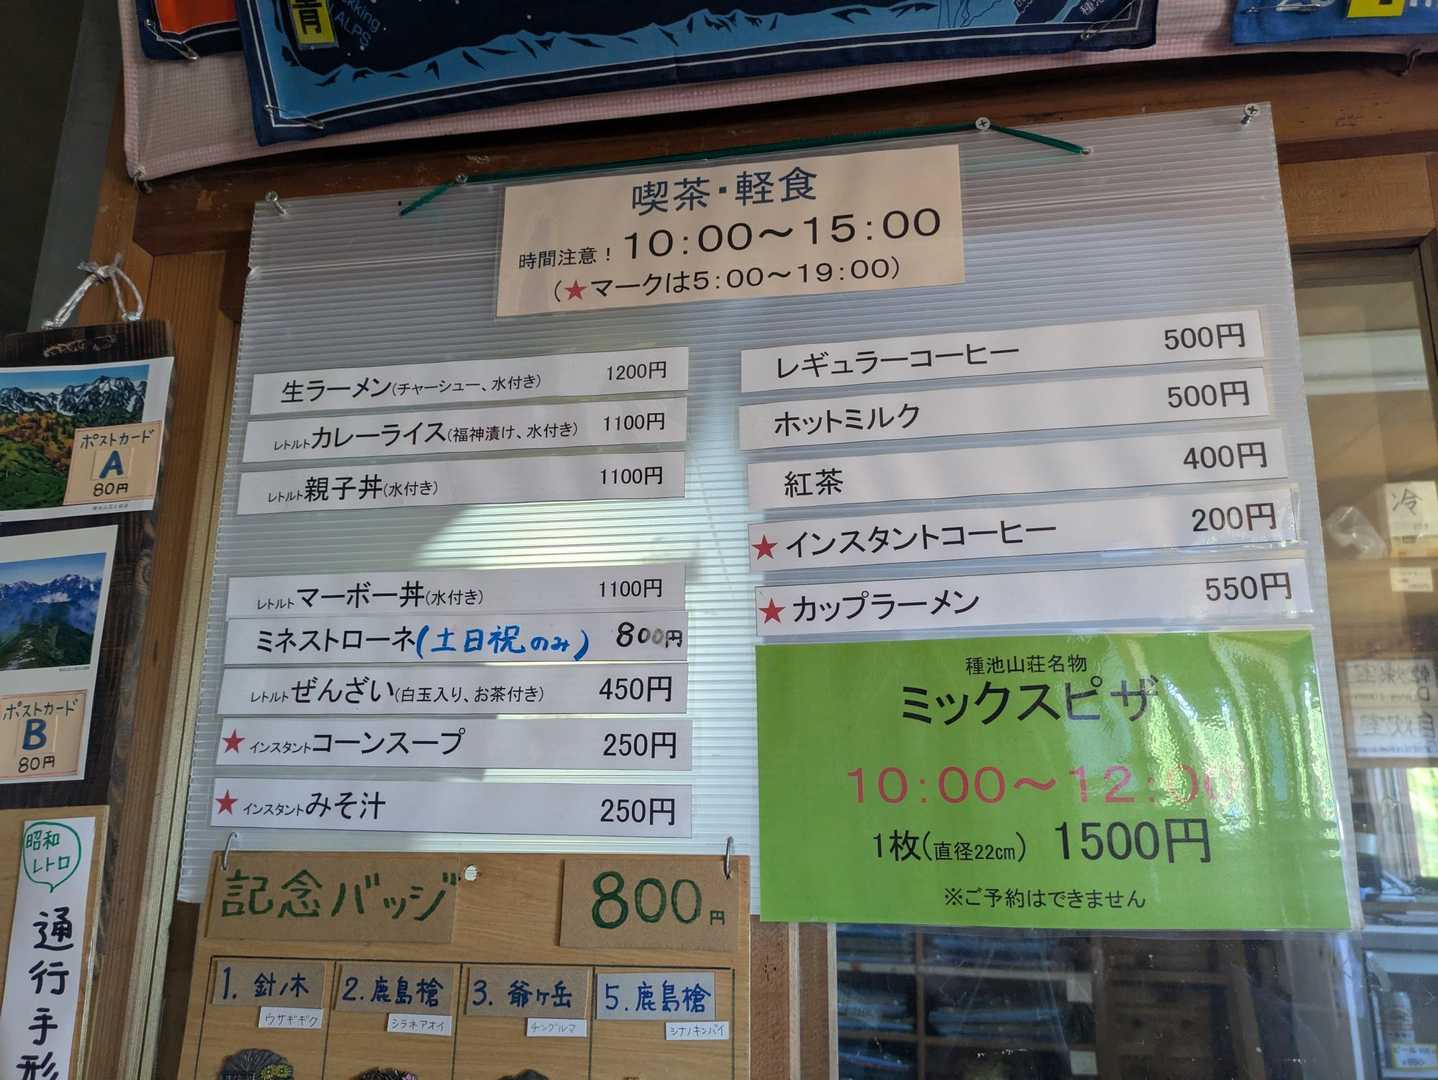 青
喫茶・軽食
時間注意！ 10：00～15：00
（★マークは5：00～19：00）
生ラーメン(チャーシュー、水付き) 1200円
レトルトカレーライス(福神漬け、水付き) 1100円
レトルト親子丼(水付き) 1100円
レトルトマーボー丼(水付き) 1100円
ミネストローネ(土日祝のみ) 800円
レトルトぜんざい(白玉入り、お茶付き) 450円
★インスタントコーンスープ 250円
★インスタントみそ汁 250円
レギュラーコーヒー 500円
ホットミルク 500円
紅茶 400円
★インスタントコーヒー 200円
★カップラーメン 550円
種池山荘名物
ミックスピザ
10：00～12：00
1枚(直径22cm) 1500円
※ご予約はできません
ポストカード
A
80円
ポストカード
B
80円
昭和
レトロ
通行手形
記念バッジ 800円
1. 針ノ木
ウサギギク
2. 鹿島槍
シラネアオイ
3. 爺ヶ岳
チングルマ
5. 鹿島槍
シナノキンバイ
冷